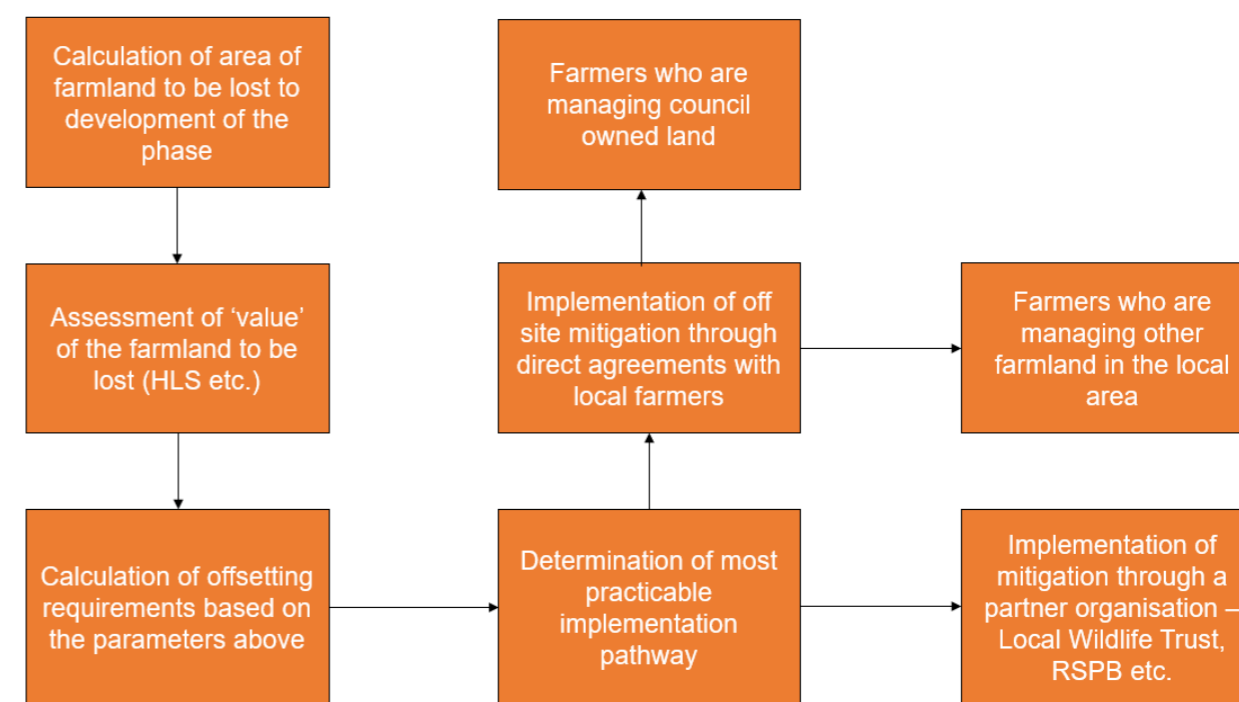 Calculation of area of
farmland to be lost to
development of the
phase
Farmers who are
managing council
owned land
Assessment of ‘value’
of the farmland to be
lost (HLS etc.)
Implementation of off
site mitigation through
direct agreements with
local farmers
Farmers who are
managing other
farmland in the local
area
Calculation of offsetting
requirements based on
the parameters above
Determination of most
practicable
implementation
pathway
Implementation of
mitigation through a
partner organisation –
Local Wildlife Trust,
RSPB etc.